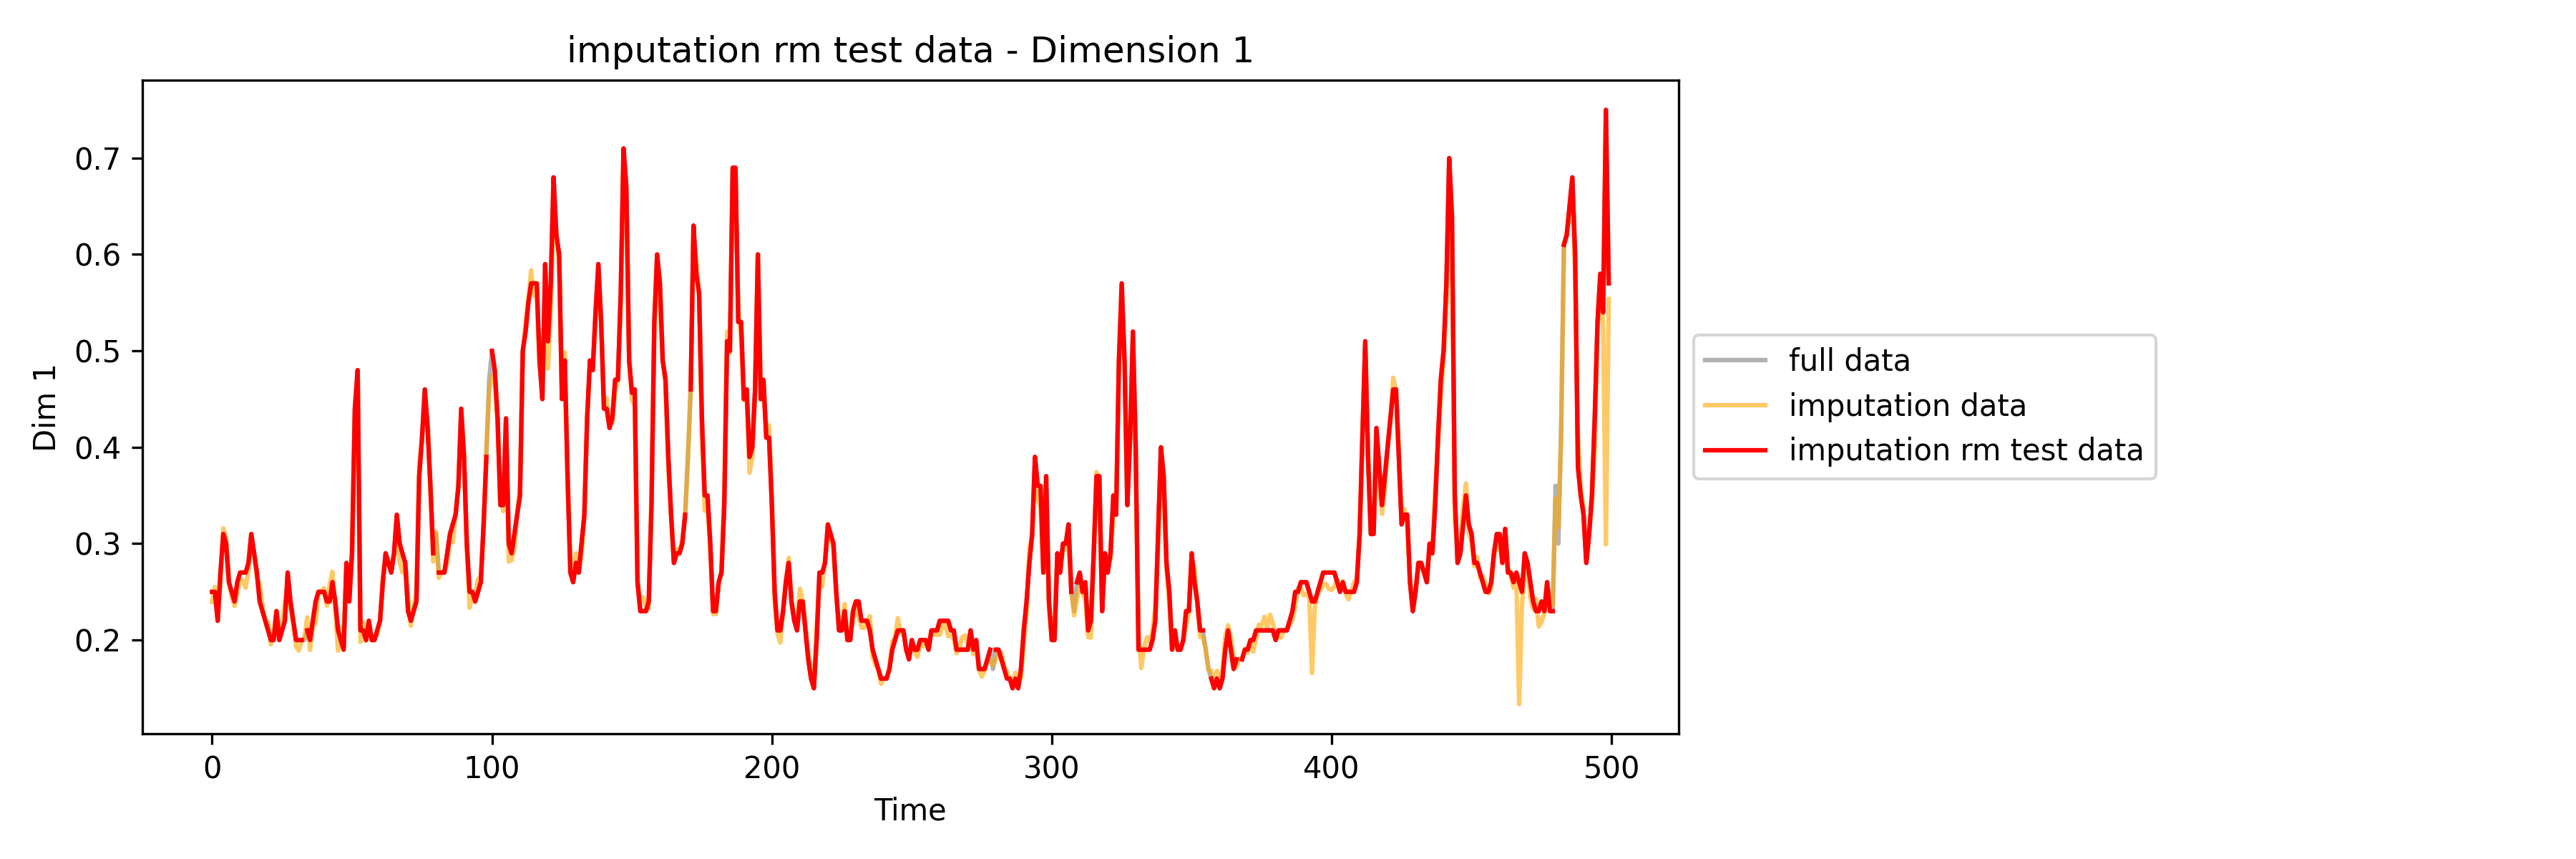 imputation rm test data - Dimension 1
0.7
0.6
0.5
0.4
0.3
0.2
Dim 1
0 100 200 300 400 500
Time
full data
imputation data
imputation rm test data